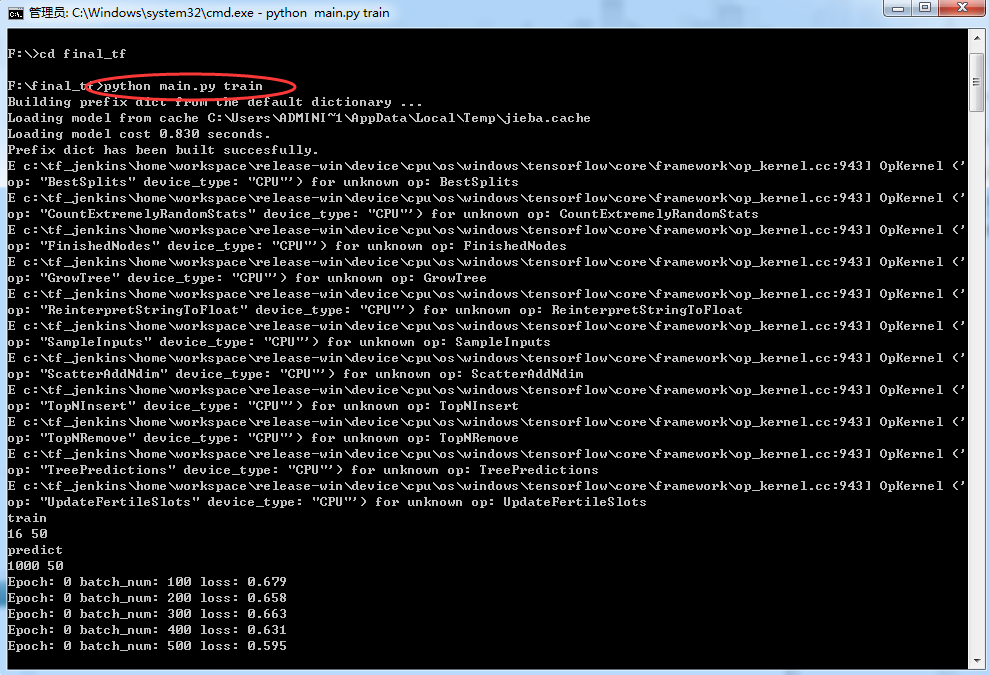 管理员: C:\Windows\system32\cmd.exe - python  main.py train
F:\>cd final_tf
F:\final_tf>python main.py train
Building prefix dict from the default dictionary ...
Loading model from cache C:\Users\ADMINI~1\AppData\Local\Temp\jieba.cache
Loading model cost 0.830 seconds.
Prefix dict has been built succesfully.
E c:\tf_jenkins\home\workspace\release-win\device\cpu\os\windows\tensorflow\core\framework\op_kernel.cc:943] OpKernel ('
op: "BestSplits" device_type: "CPU"') for unknown op: BestSplits
E c:\tf_jenkins\home\workspace\release-win\device\cpu\os\windows\tensorflow\core\framework\op_kernel.cc:943] OpKernel ('
op: "CountExtremelyRandomStats" device_type: "CPU"') for unknown op: CountExtremelyRandomStats
E c:\tf_jenkins\home\workspace\release-win\device\cpu\os\windows\tensorflow\core\framework\op_kernel.cc:943] OpKernel ('
op: "FinishedNodes" device_type: "CPU"') for unknown op: FinishedNodes
E c:\tf_jenkins\home\workspace\release-win\device\cpu\os\windows\tensorflow\core\framework\op_kernel.cc:943] OpKernel ('
op: "GrowTree" device_type: "CPU"') for unknown op: GrowTree
E c:\tf_jenkins\home\workspace\release-win\device\cpu\os\windows\tensorflow\core\framework\op_kernel.cc:943] OpKernel ('
op: "ReinterpretStringToFloat" device_type: "CPU"') for unknown op: ReinterpretStringToFloat
E c:\tf_jenkins\home\workspace\release-win\device\cpu\os\windows\tensorflow\core\framework\op_kernel.cc:943] OpKernel ('
op: "SampleInputs" device_type: "CPU"') for unknown op: SampleInputs
E c:\tf_jenkins\home\workspace\release-win\device\cpu\os\windows\tensorflow\core\framework\op_kernel.cc:943] OpKernel ('
op: "ScatterAddNdim" device_type: "CPU"') for unknown op: ScatterAddNdim
E c:\tf_jenkins\home\workspace\release-win\device\cpu\os\windows\tensorflow\core\framework\op_kernel.cc:943] OpKernel ('
op: "TopNInsert" device_type: "CPU"') for unknown op: TopNInsert
E c:\tf_jenkins\home\workspace\release-win\device\cpu\os\windows\tensorflow\core\framework\op_kernel.cc:943] OpKernel ('
op: "TopNRemove" device_type: "CPU"') for unknown op: TopNRemove
E c:\tf_jenkins\home\workspace\release-win\device\cpu\os\windows\tensorflow\core\framework\op_kernel.cc:943] OpKernel ('
op: "TreePredictions" device_type: "CPU"') for unknown op: TreePredictions
E c:\tf_jenkins\home\workspace\release-win\device\cpu\os\windows\tensorflow\core\framework\op_kernel.cc:943] OpKernel ('
op: "UpdateFertileSlots" device_type: "CPU"') for unknown op: UpdateFertileSlots
train
16 50
predict
1000 50
Epoch: 0 batch_num: 100 loss: 0.679
Epoch: 0 batch_num: 200 loss: 0.658
Epoch: 0 batch_num: 300 loss: 0.663
Epoch: 0 batch_num: 400 loss: 0.631
Epoch: 0 batch_num: 500 loss: 0.595